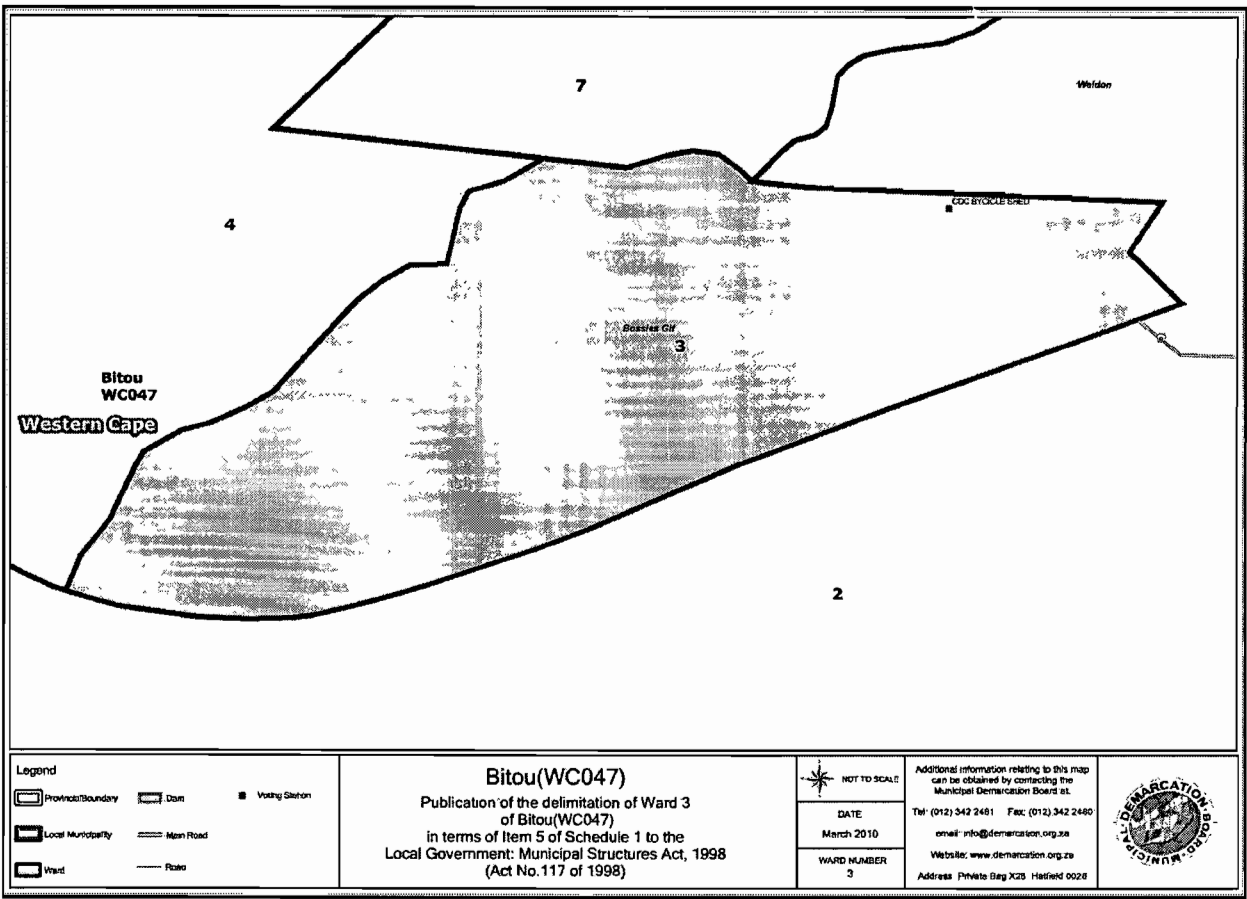 7
Weldon
CDC BYCICLE SHED
4
Bossies Gif
3
Bitou
WC047
Western Cape
2
Legend
Provincial Boundary
Dam
Voting Station
Local Municipality
Main Road
Ward
Road
Bitou(WC047)
Publication of the delimitation of Ward 3
of Bitou(WC047)
in terms of Item 5 of Schedule 1 to the
Local Government: Municipal Structures Act, 1998
(Act No.117 of 1998)
NOT TO SCALE
DATE
March 2010
WARD NUMBER
3
Additional information relating to this map
can be obtained by contacting the
Municipal Demarcation Board at.
Tel: (012) 342 2481 Fax: (012) 342 2480
email: info@demarcation.org.za
Website: www.demarcation.org.za
Address Private Bag X28 Hatfield 0028
MUNICIPAL DEMARCATION BOARD